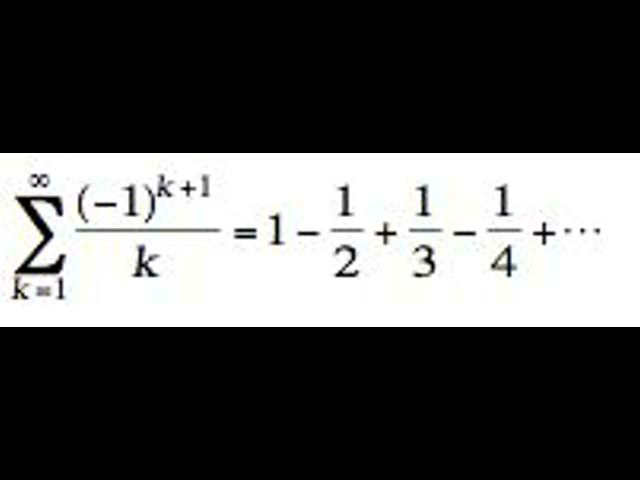 ∑_{k=1}^{∞} (−1)^{k+1}/k = 1 − 1/2 + 1/3 − 1/4 + ⋯